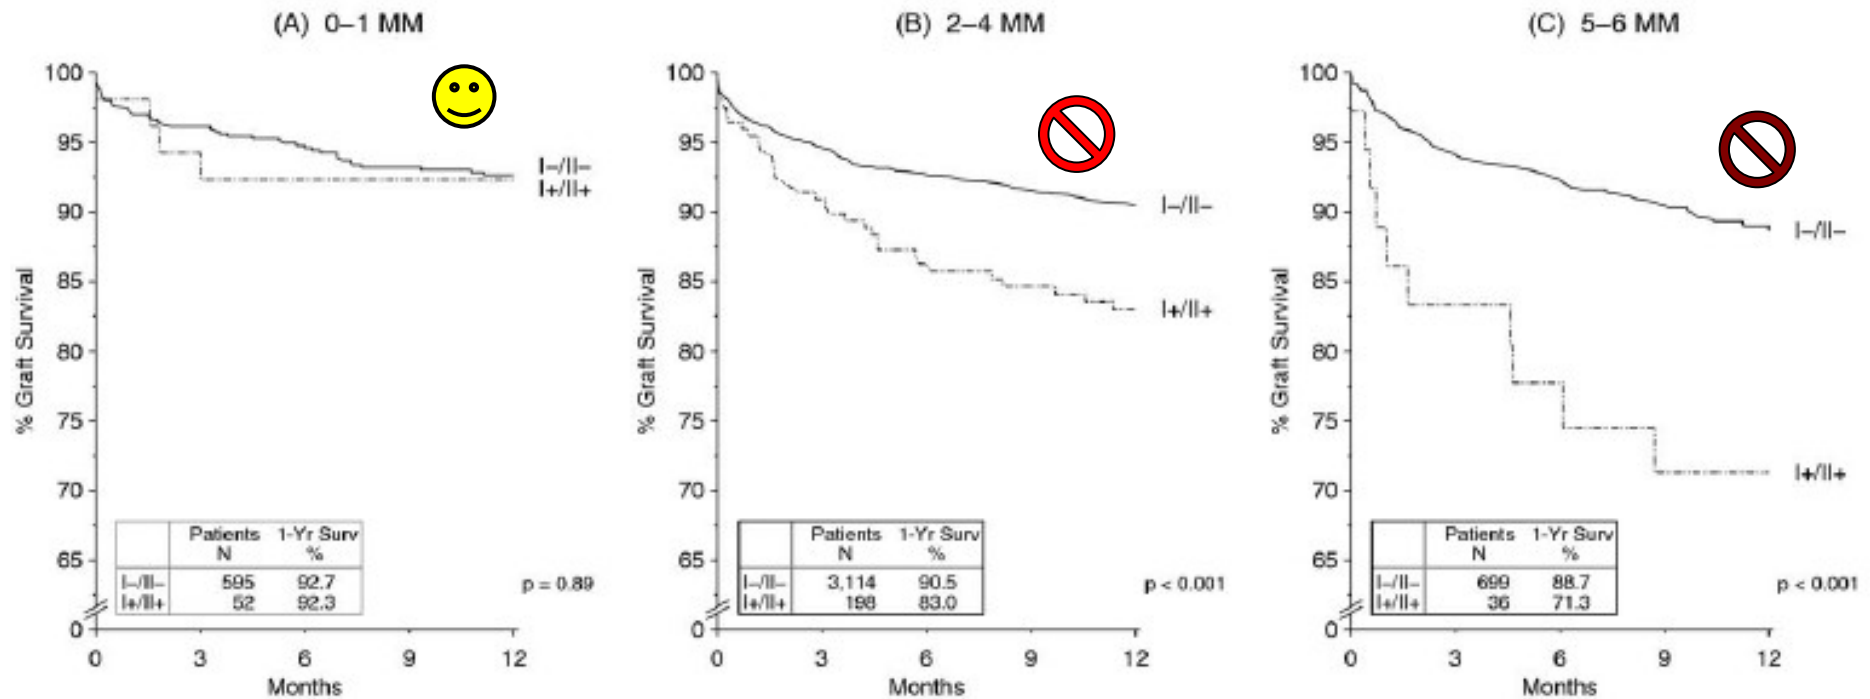 (A) 0–1 MM
100
95
90
85
80
75
70
65
0
% Graft Survival
I–/II–
I+/II+
Patients 1-Yr Surv
N %
I–/II– 595 92.7
I+/II+ 52 92.3
p = 0.89
0 3 6 9 12
Months
(B) 2–4 MM
100
95
90
85
80
75
70
65
0
% Graft Survival
I–/II–
I+/II+
Patients 1-Yr Surv
N %
I–/II– 3,114 90.5
I+/II+ 198 83.0
p < 0.001
0 3 6 9 12
Months
(C) 5–6 MM
100
95
90
85
80
75
70
65
0
% Graft Survival
I–/II–
I+/II+
Patients 1-Yr Surv
N %
I–/II– 699 88.7
I+/II+ 36 71.3
p < 0.001
0 3 6 9 12
Months